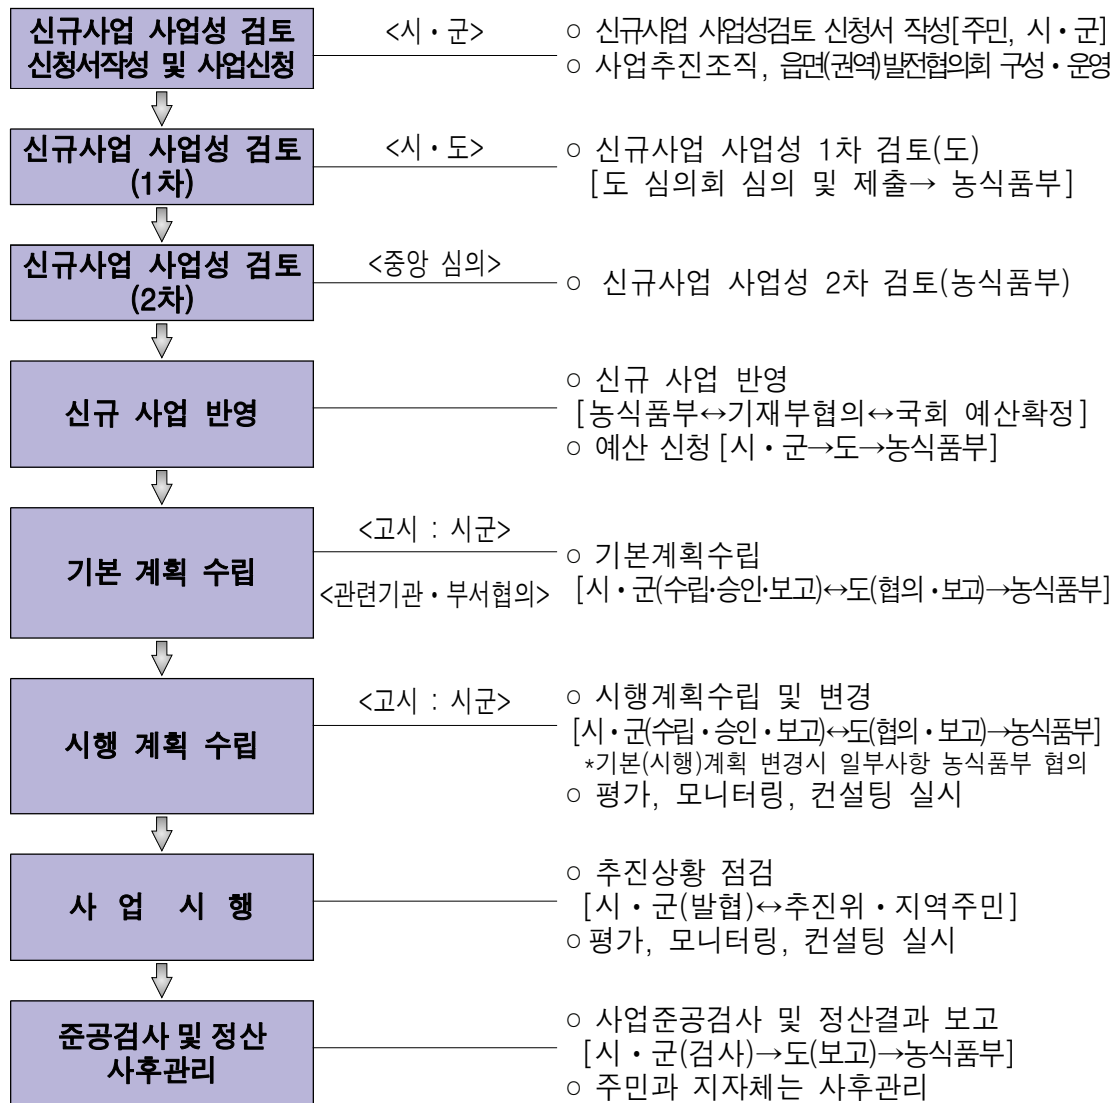 신규사업 사업성 검토
신청서작성 및 사업신청
<시・군>
○ 신규사업 사업성검토 신청서 작성[주민, 시・군]
○ 사업추진조직, 읍면(권역)발전협의회 구성・운영
신규사업 사업성 검토
(1차)
<시・도>
○ 신규사업 사업성 1차 검토(도)
[도 심의회 심의 및 제출→ 농식품부]
신규사업 사업성 검토
(2차)
<중앙 심의>
○ 신규사업 사업성 2차 검토(농식품부)
신규 사업 반영
○ 신규 사업 반영
[농식품부↔기재부협의↔국회 예산확정]
○ 예산 신청 [시・군→도→농식품부]
기본 계획 수립
<고시 : 시군>
<관련기관・부서협의>
○ 기본계획수립
[시・군(수립·승인·보고)↔도(협의・보고)→농식품부]
시행 계획 수립
<고시 : 시군>
○ 시행계획수립 및 변경
[시・군(수립・승인・보고)↔도(협의・보고)→농식품부]
*기본(시행)계획 변경시 일부사항 농식품부 협의
○ 평가, 모니터링, 컨설팅 실시
사 업 시 행
○ 추진상황 점검
[시・군(발협)↔추진위・지역주민]
○ 평가, 모니터링, 컨설팅 실시
준공검사 및 정산
사후관리
○ 사업준공검사 및 정산결과 보고
[시・군(검사)→도(보고)→농식품부]
○ 주민과 지자체는 사후관리